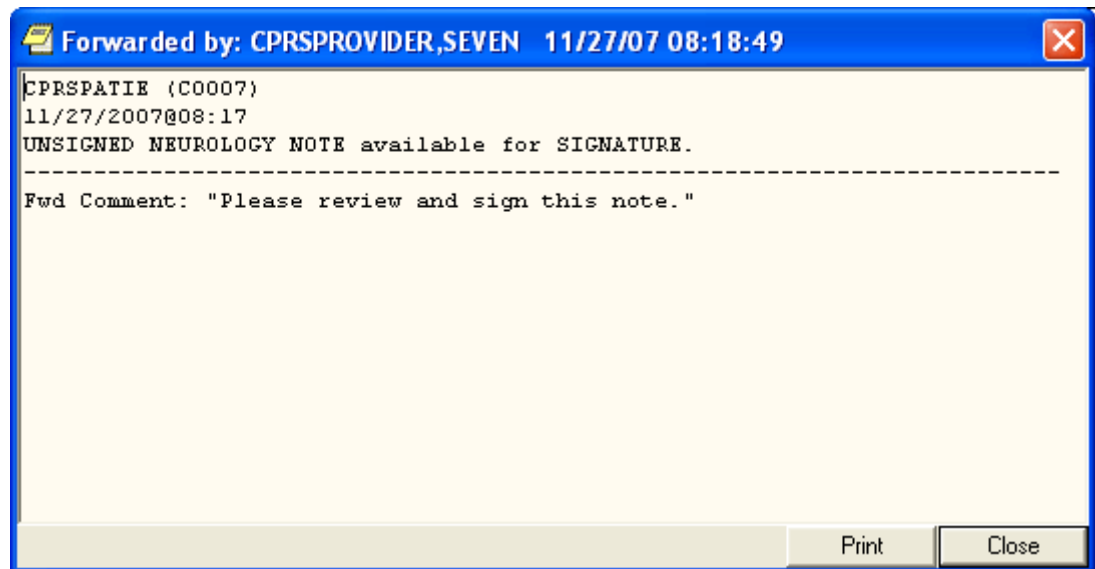 Forwarded by: CPRSPROVIDER,SEVEN 11/27/07 08:18:49
CPRSPATIE (C0007)
11/27/2007@08:17
UNSIGNED NEUROLOGY NOTE available for SIGNATURE.
--------------------------------------------------------------------------
Fwd Comment: "Please review and sign this note."
Print Close